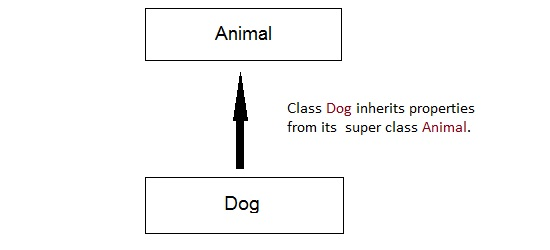 Animal
Class Dog inherits properties
from its  super class Animal.
Dog